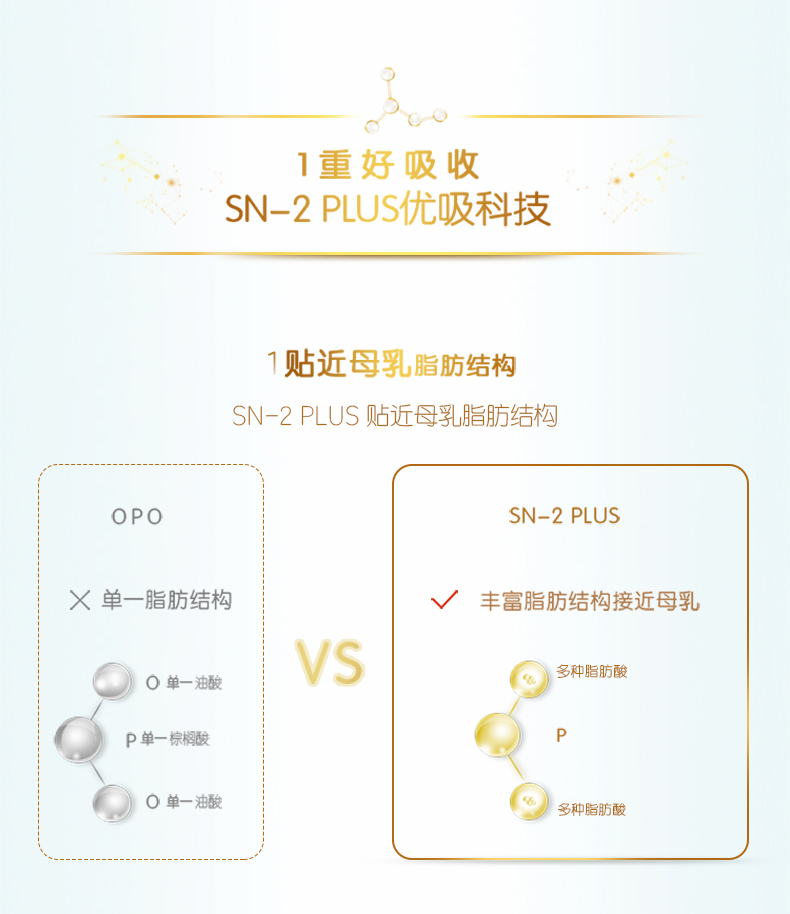 1重好吸收
SN-2 PLUS优吸科技
1贴近母乳脂肪结构
SN-2 PLUS 贴近母乳脂肪结构
OPO
单一脂肪结构
O 单一油酸
P 单一棕榈酸
O 单一油酸
VS
SN-2 PLUS
丰富脂肪结构接近母乳
多种脂肪酸
P
多种脂肪酸